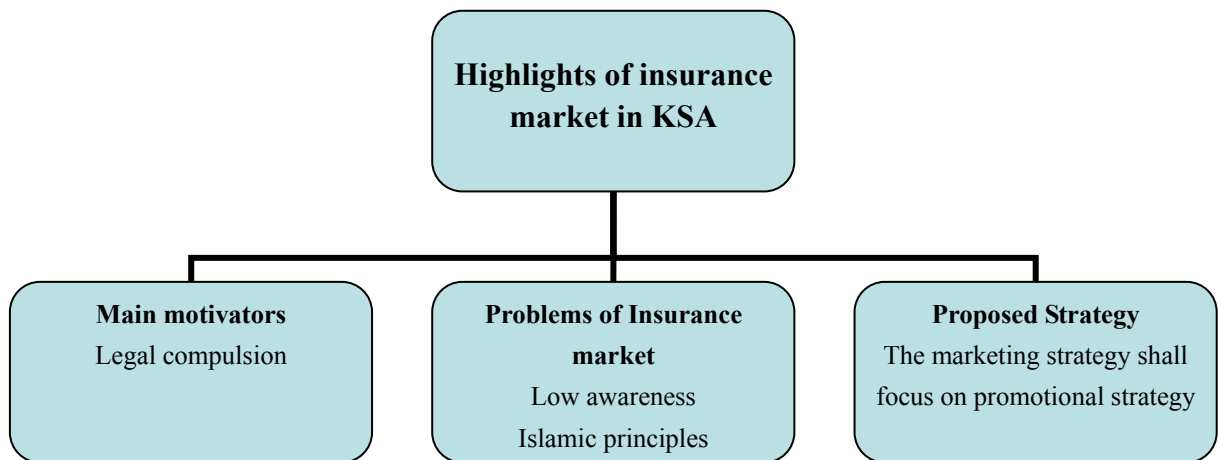 Highlights of insurance
market in KSA
Main motivators
Legal compulsion
Problems of Insurance
market
Low awareness
Islamic principles
Proposed Strategy
The marketing strategy shall
focus on promotional strategy